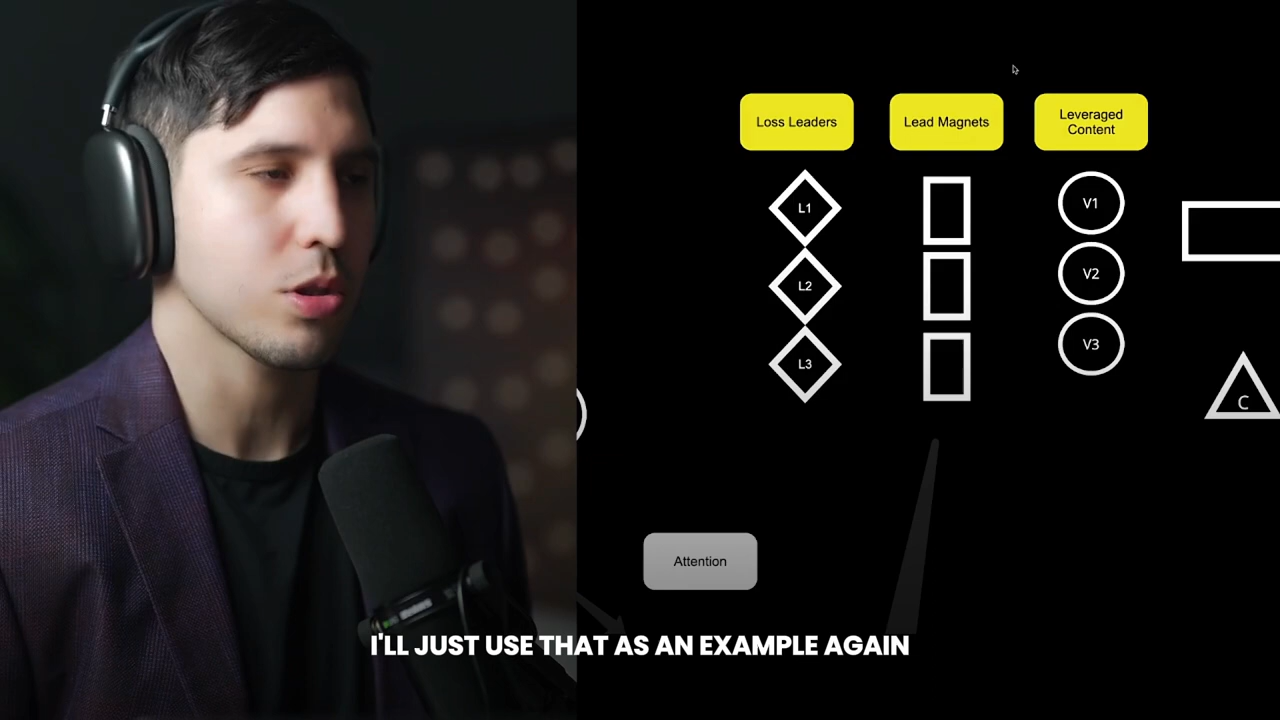 Loss Leaders
Lead Magnets
Leveraged
Content
L1
L2
L3
V1
V2
V3
C
Attention
I'LL JUST USE THAT AS AN EXAMPLE AGAIN